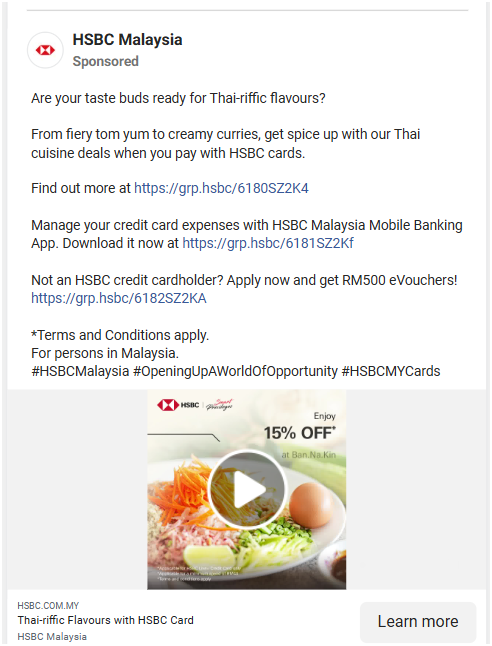 HSBC Malaysia
Sponsored
Are your taste buds ready for Thai-riffic flavours?
From fiery tom yum to creamy curries, get spice up with our Thai
cuisine deals when you pay with HSBC cards.
Find out more at https://grp.hsbc/6180SZ2K4
Manage your credit card expenses with HSBC Malaysia Mobile Banking
App. Download it now at https://grp.hsbc/6181SZ2Kf
Not an HSBC credit cardholder? Apply now and get RM500 eVouchers!
https://grp.hsbc/6182SZ2KA
*Terms and Conditions apply.
For persons in Malaysia.
#HSBCMalaysia #OpeningUpAWorldOfOpportunity #HSBCMYCards
HSBC | Smart Privileges
Enjoy
15% OFF*
at Ban.Na.Kin
HSBC.COM.MY
Thai-riffic Flavours with HSBC Card
HSBC Malaysia
Learn more